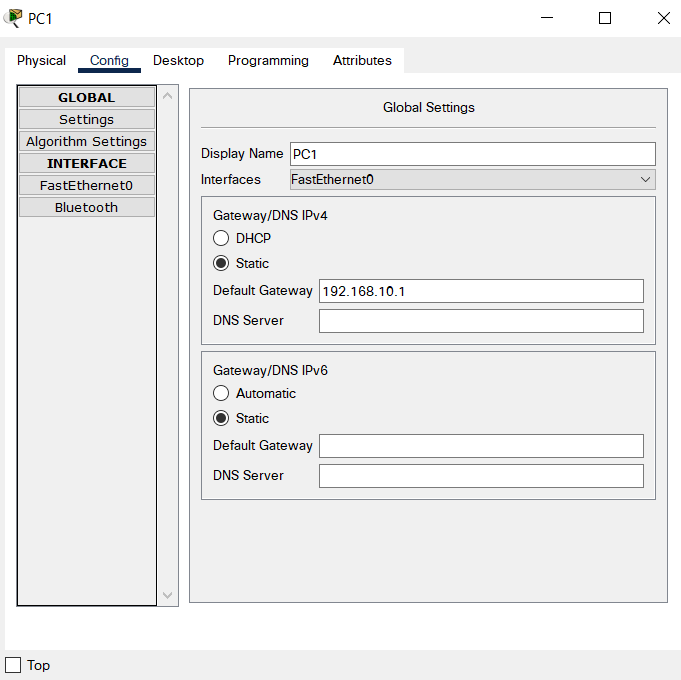 PC1
Physical Config Desktop Programming Attributes
GLOBAL
Settings
Algorithm Settings
INTERFACE
FastEthernet0
Bluetooth
Global Settings
Display Name PC1
Interfaces FastEthernet0
Gateway/DNS IPv4
DHCP
Static
Default Gateway 192.168.10.1
DNS Server
Gateway/DNS IPv6
Automatic
Static
Default Gateway
DNS Server
Top